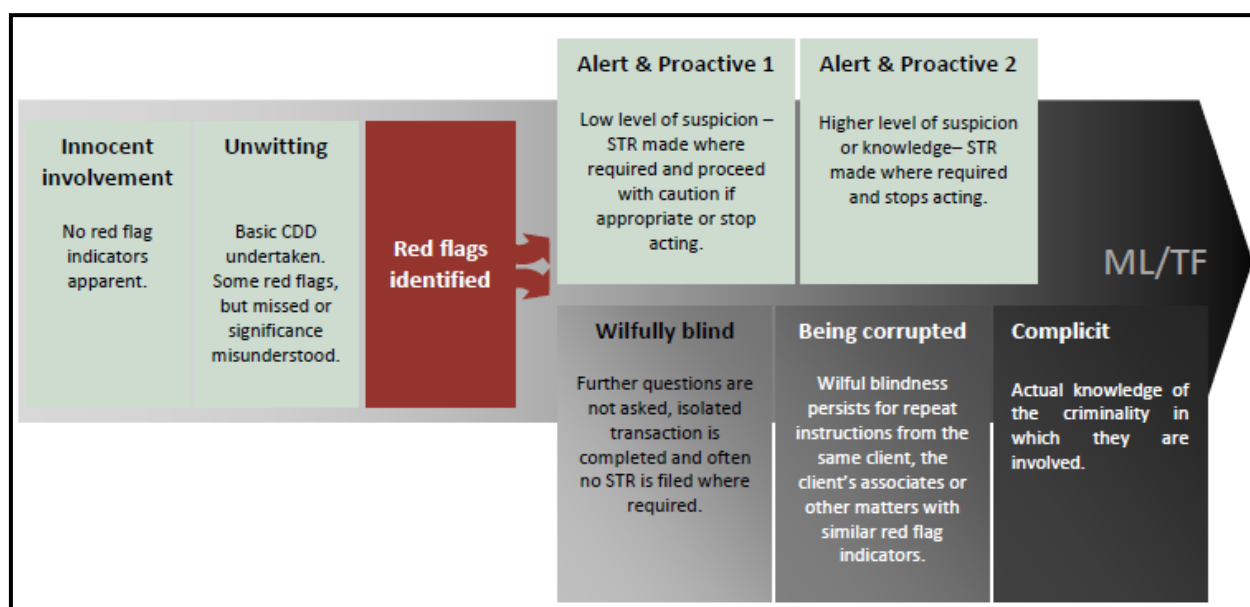 Innocent
involvement
No red flag
indicators
apparent.
Unwitting
Basic CDD
undertaken.
Some red flags,
but missed or
significance
misunderstood.
Red flags
identified
Alert & Proactive 1
Low level of suspicion –
STR made where
required and proceed
with caution if
appropriate or stop
acting.
Alert & Proactive 2
Higher level of suspicion
or knowledge– STR
made where required
and stops acting.
ML/TF
Wilfully blind
Further questions are
not asked, isolated
transaction is
completed and often
no STR is filed where
required.
Being corrupted
Wilful blindness
persists for repeat
instructions from the
same client, the
client's associates or
other matters with
similar red flag
indicators.
Complicit
Actual knowledge of
the criminality in
which they are
involved.